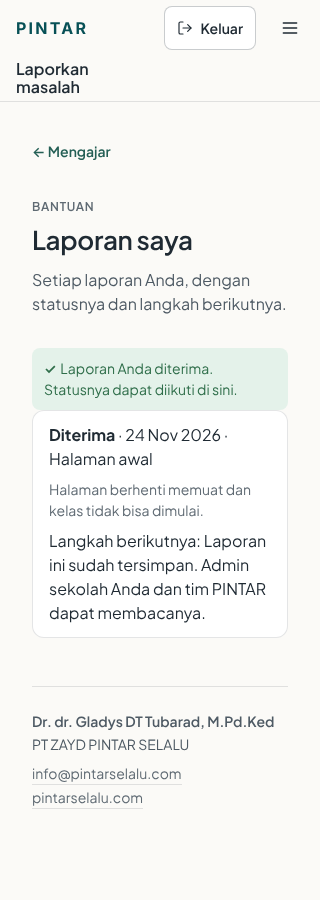 PINTAR
Keluar
Laporkan
masalah
← Mengajar
BANTUAN
Laporan saya
Setiap laporan Anda, dengan
statusnya dan langkah berikutnya.
✓ Laporan Anda diterima.
Statusnya dapat diikuti di sini.
Diterima · 24 Nov 2026 ·
Halaman awal
Halaman berhenti memuat dan
kelas tidak bisa dimulai.
Langkah berikutnya: Laporan
ini sudah tersimpan. Admin
sekolah Anda dan tim PINTAR
dapat membacanya.
Dr. dr. Gladys DT Tubarad, M.Pd.Ked
PT ZAYD PINTAR SELALU
info@pintarselalu.com
pintarselalu.com